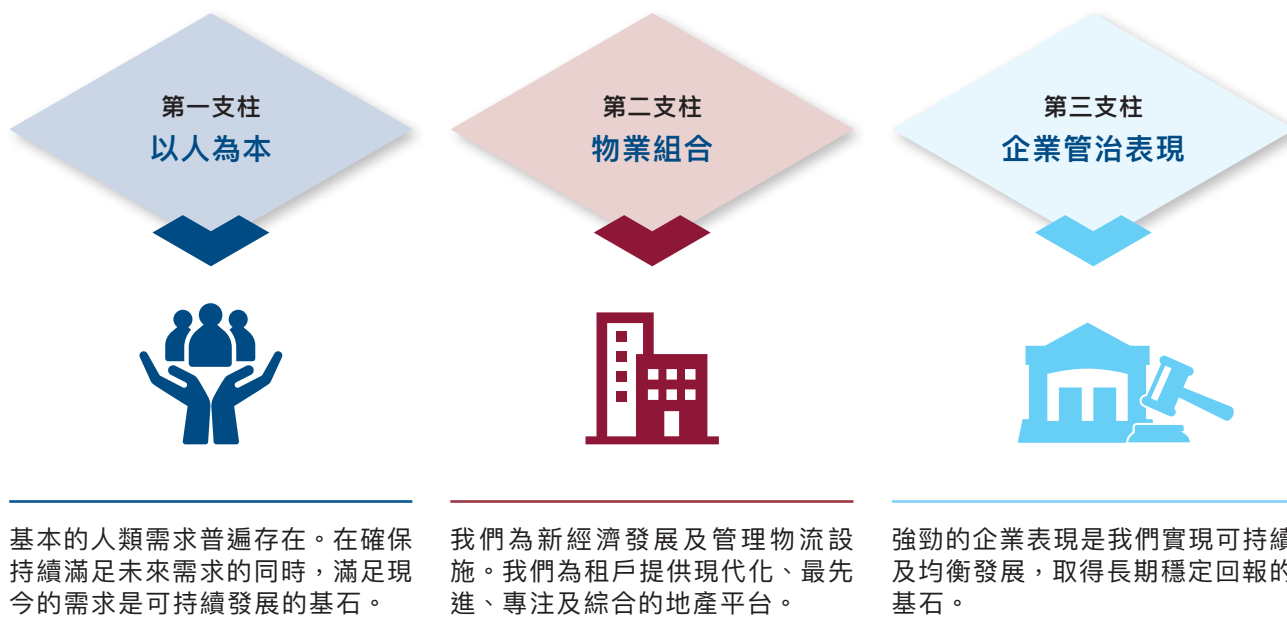 第一支柱
以人為本
第二支柱
物業組合
第三支柱
企業管治表現
基本的人類需求普遍存在。在確保
持續滿足未來需求的同時，滿足現
今的需求是可持續發展的基石。
我們為新經濟發展及管理物流設
施。我們為租戶提供現代化、最先
進、專注及綜合的地產平台。
強勁的企業表現是我們實現可持續
及均衡發展，取得長期穩定回報的
基石。